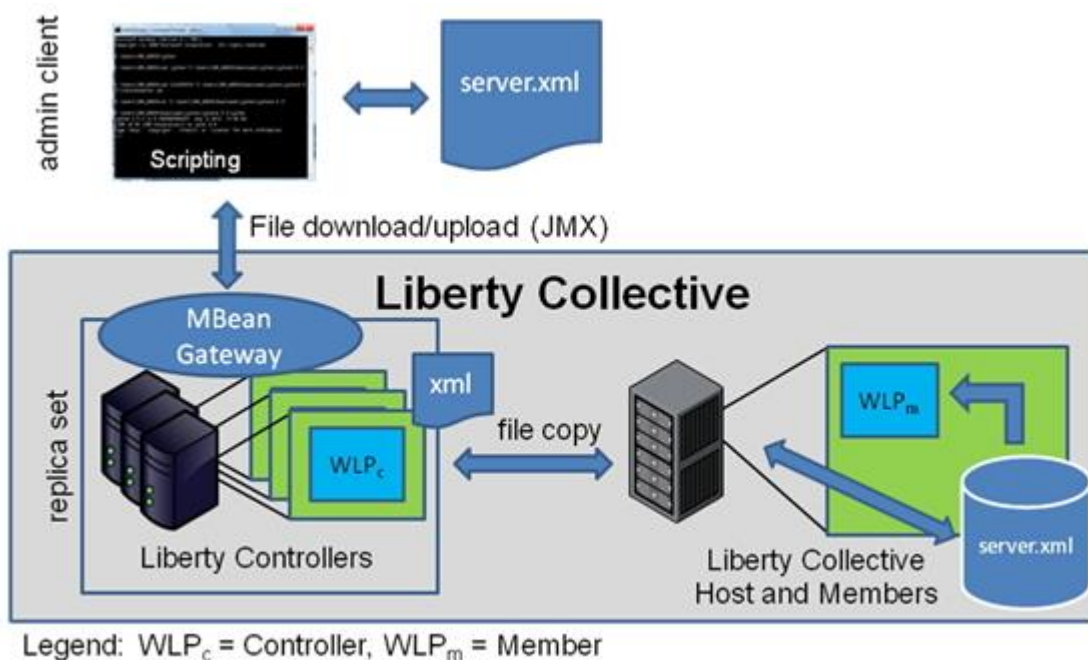 admin client
Scripting
server.xml
File download/upload (JMX)
Liberty Collective
MBean
Gateway
xml
replica set
WLPc
file copy
WLPm
Liberty Controllers
Liberty Collective
Host and Members
server.xml
Legend: WLPc = Controller, WLPm = Member